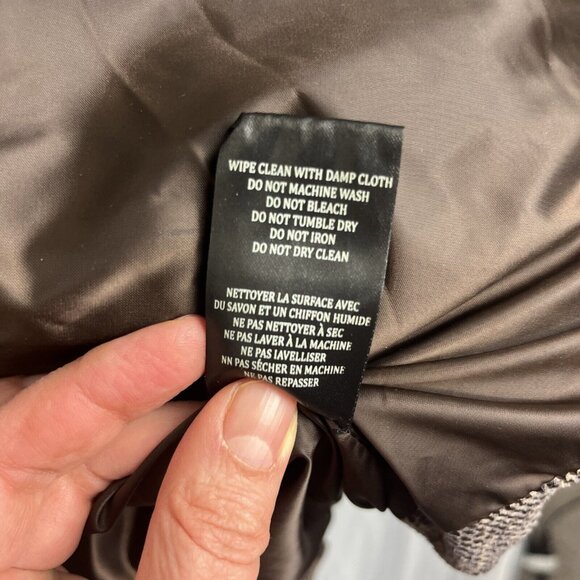 WIPE CLEAN WITH DAMP CLOTH
DO NOT MACHINE WASH
DO NOT BLEACH
DO NOT TUMBLE DRY
DO NOT IRON
DO NOT DRY CLEAN
NETTOYER LA SURFACE AVEC
DU SAVON ET UN CHIFFON HUMIDE
NE PAS NETTOYER À SEC
NE PAS LAVER À LA MACHINE
NE PAS IAVELLISER
NN PAS SÉCHER EN MACHINE
NE PAS REPASSER